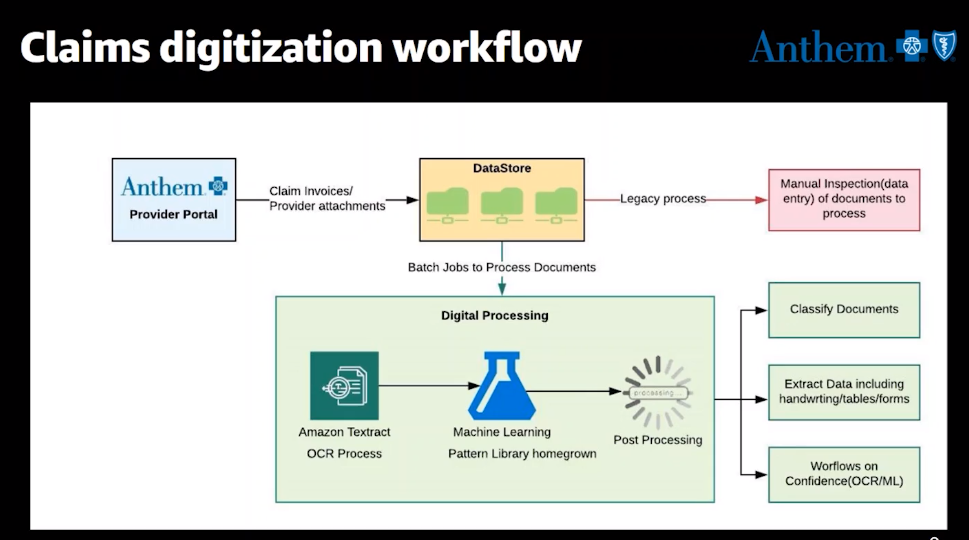 Claims digitization workflow
Anthem.
Anthem.
Provider Portal
Claim Invoices/
Provider attachments
DataStore
Legacy process
Manual Inspection(data
entry) of documents to
process
Batch Jobs to Process Documents
Digital Processing
Amazon Textract
OCR Process
Machine Learning
Pattern Library homegrown
processing...
Post Processing
Classify Documents
Extract Data including
handwrting/tables/forms
Worflows on
Confidence(OCR/ML)